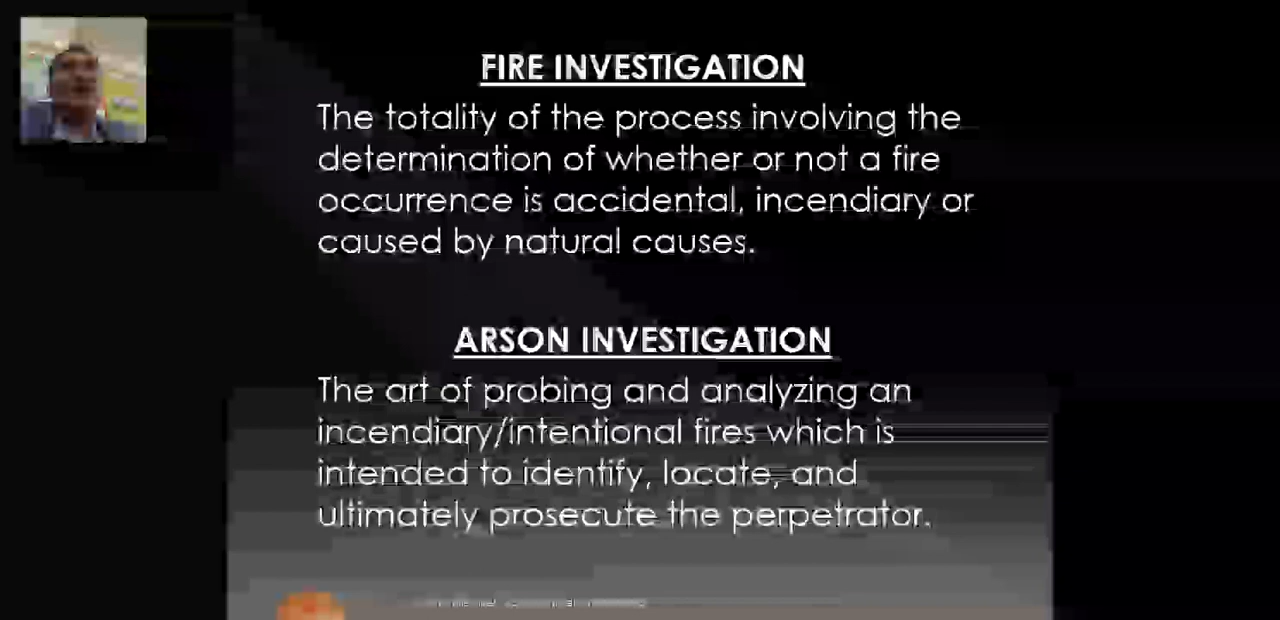 FIRE INVESTIGATION
The totality of the process involving the
determination of whether or not a fire
occurrence is accidental, incendiary or
caused by natural causes.
ARSON INVESTIGATION
The art of probing and analyzing an
incendiary/intentional fires which is
intended to identify, locate, and
ultimately prosecute the perpetrator.